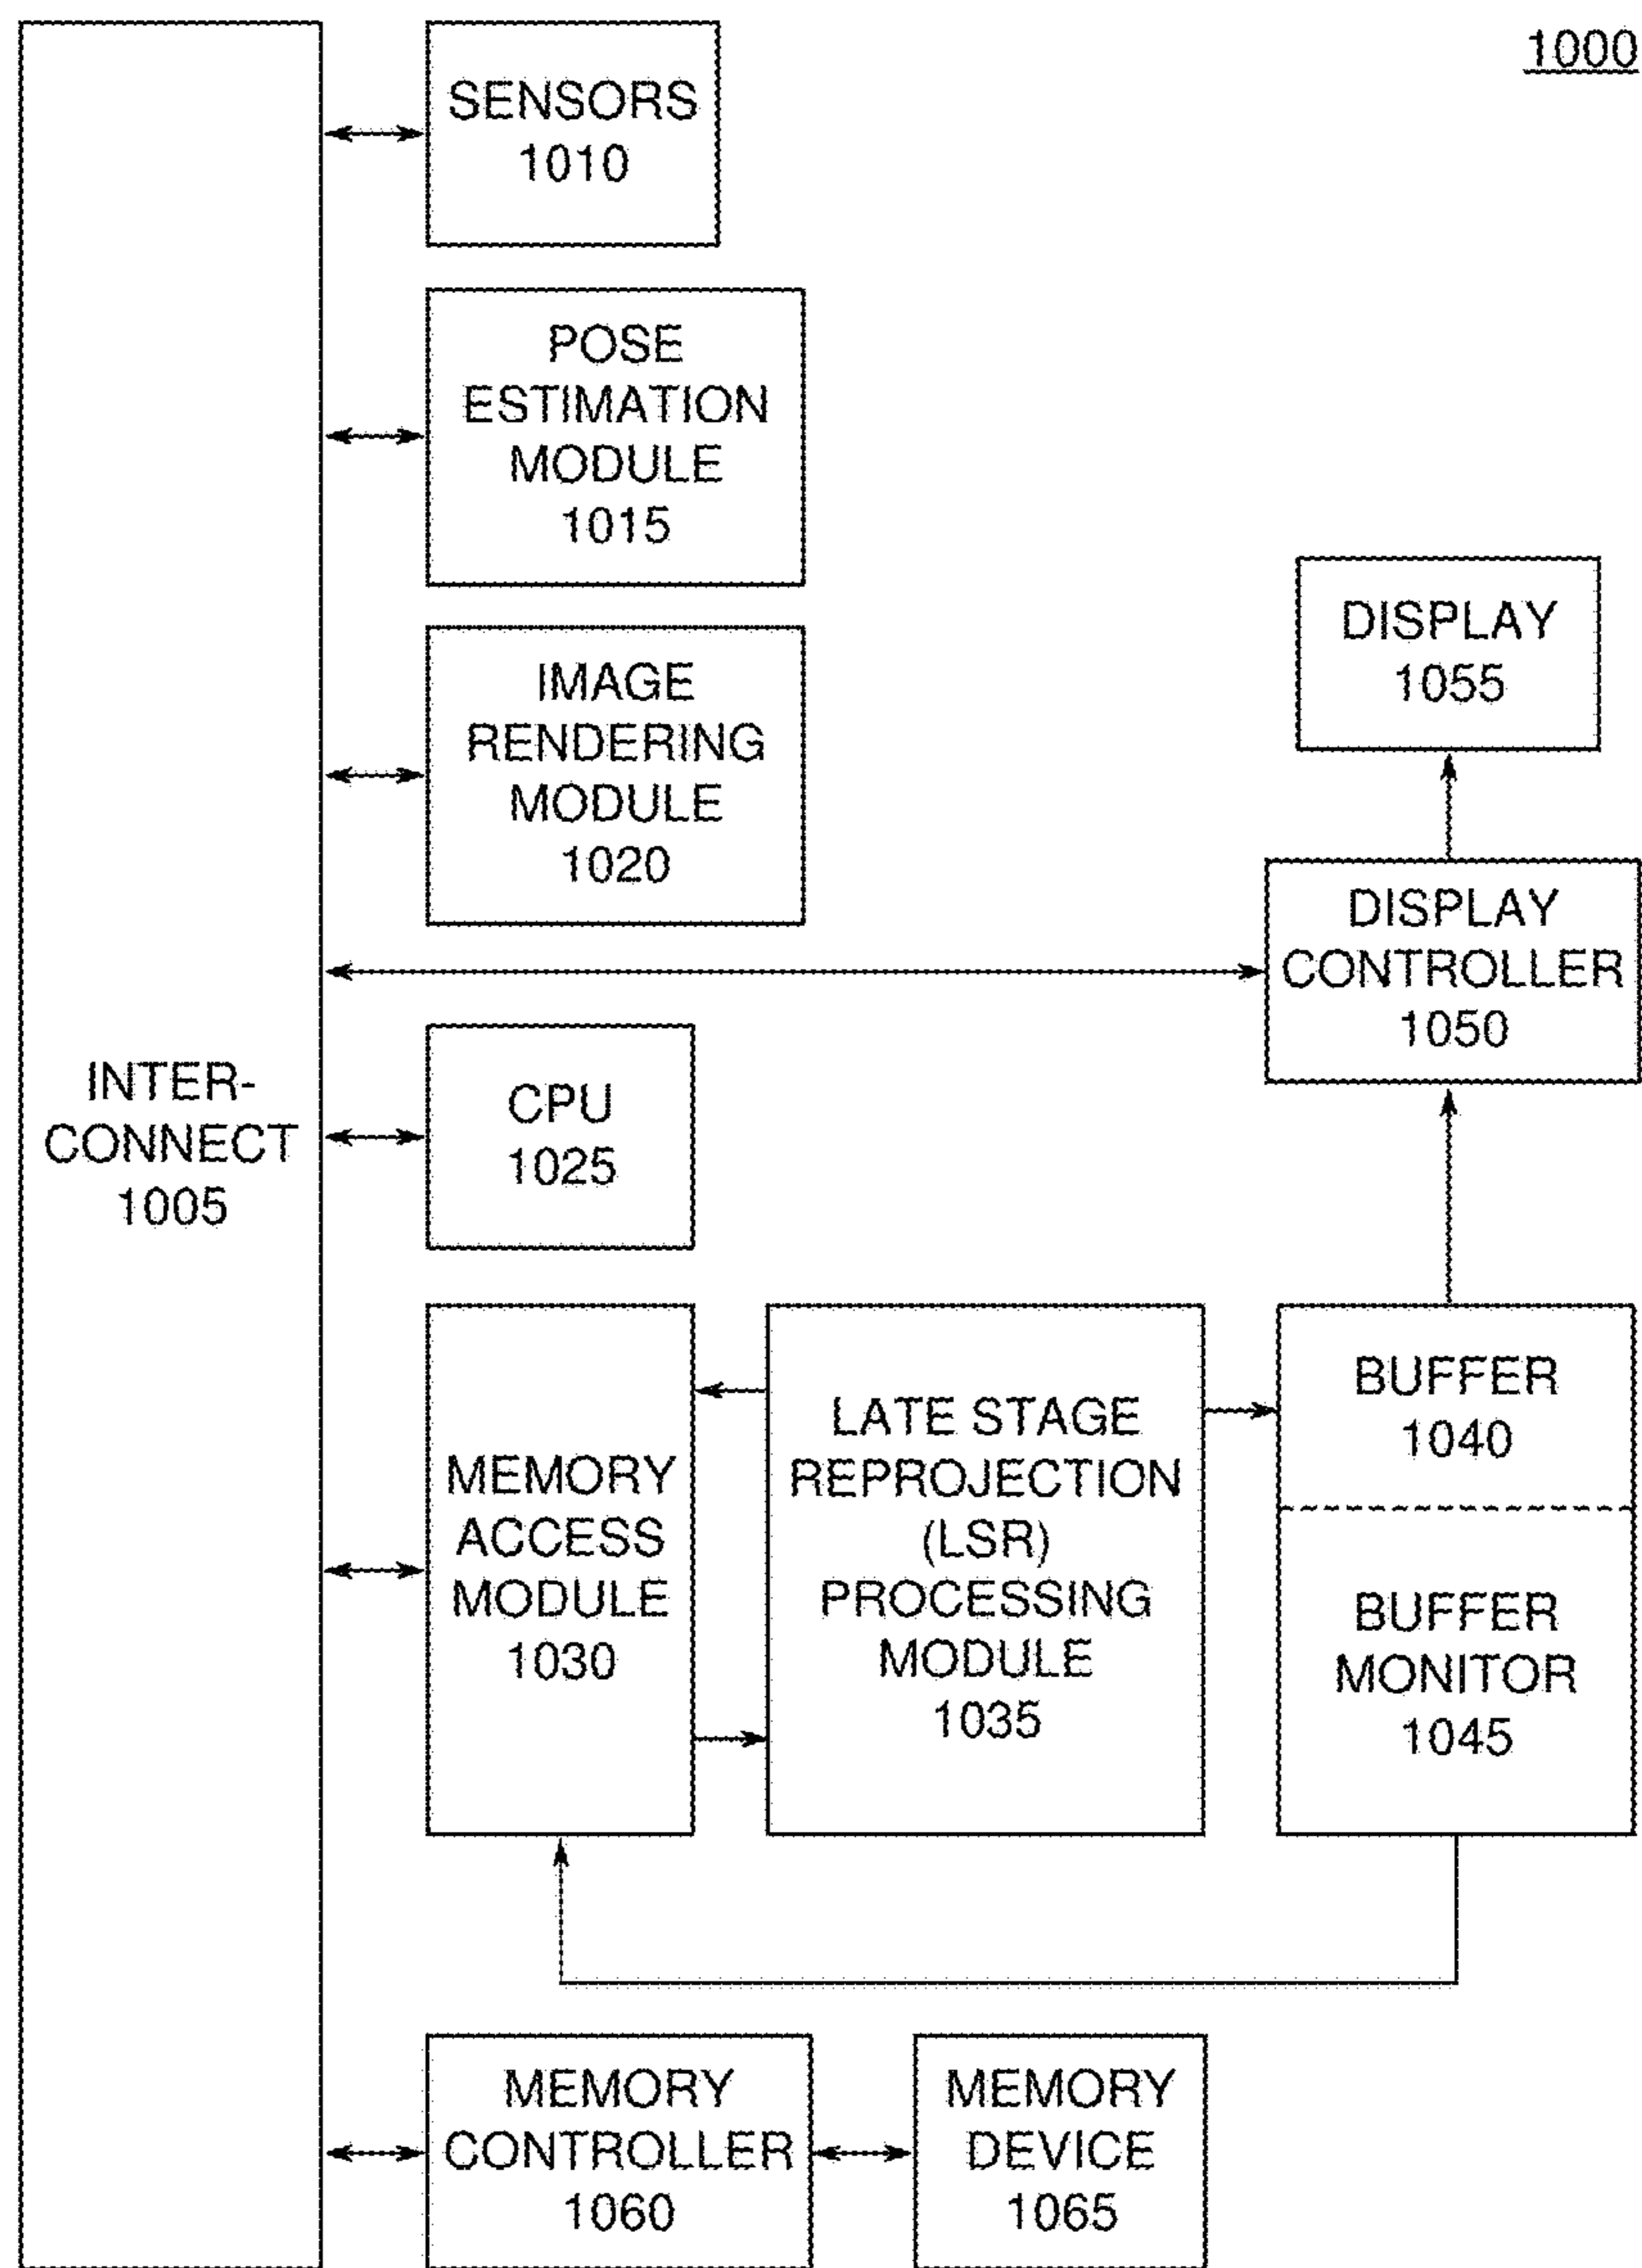 1000
SENSORS
1010
POSE
ESTIMATION
MODULE
1015
IMAGE
RENDERING
MODULE
1020
DISPLAY
1055
DISPLAY
CONTROLLER
1050
INTER-
CONNECT
1005
CPU
1025
MEMORY
ACCESS
MODULE
1030
LATE STAGE
REPROJECTION
(LSR)
PROCESSING
MODULE
1035
BUFFER
1040
BUFFER
MONITOR
1045
MEMORY
CONTROLLER
1060
MEMORY
DEVICE
1065